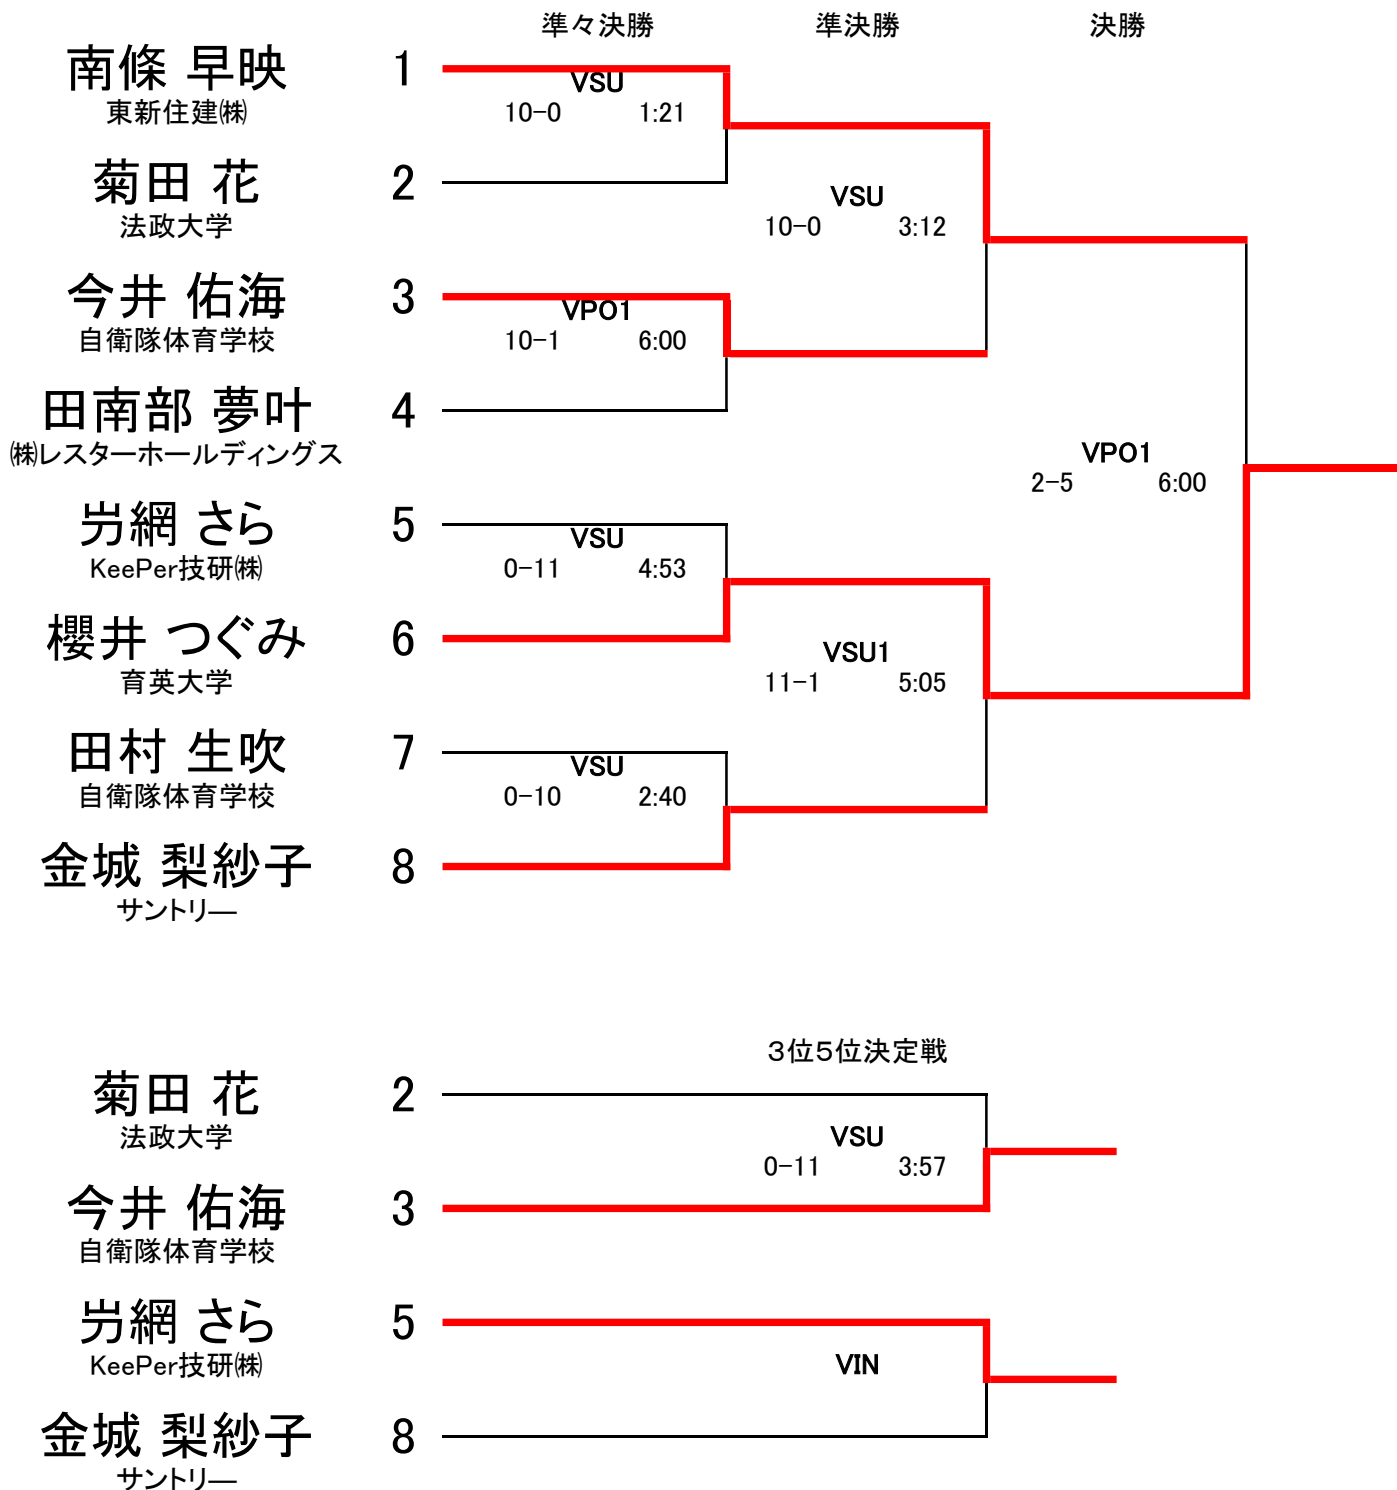 準々決勝 準決勝 決勝
南條 早映 1
東新住建㈱
VSU
10-0 1:21
菊田 花 2
法政大学
VSU
10-0 3:12
今井 佑海 3
自衛隊体育学校
VPO1
10-1 6:00
田南部 夢叶 4
㈱レスターホールディングス
VPO1
2-5 6:00
屶網 さら 5
KeePer技研㈱
VSU
0-11 4:53
櫻井 つぐみ 6
育英大学
VSU1
11-1 5:05
田村 生吹 7
自衛隊体育学校
VSU
0-10 2:40
金城 梨紗子 8
サントリー
3位5位決定戦
菊田 花 2
法政大学
VSU
0-11 3:57
今井 佑海 3
自衛隊体育学校
屶網 さら 5
KeePer技研㈱
VIN
金城 梨紗子 8
サントリー